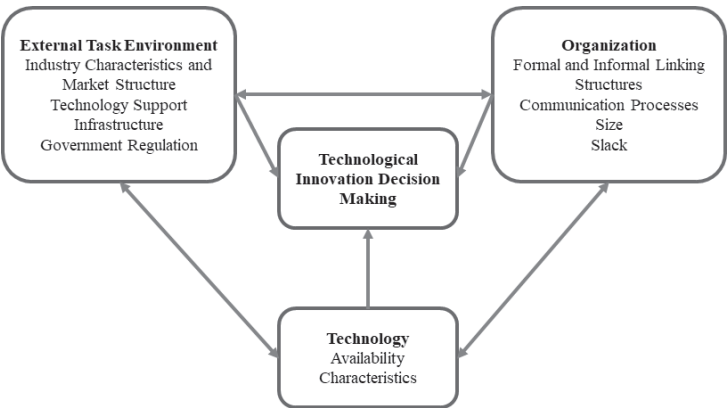 External Task Environment
Industry Characteristics and
Market Structure
Technology Support
Infrastructure
Government Regulation
Organization
Formal and Informal Linking
Structures
Communication Processes
Size
Slack
Technological
Innovation Decision
Making
Technology
Availability
Characteristics